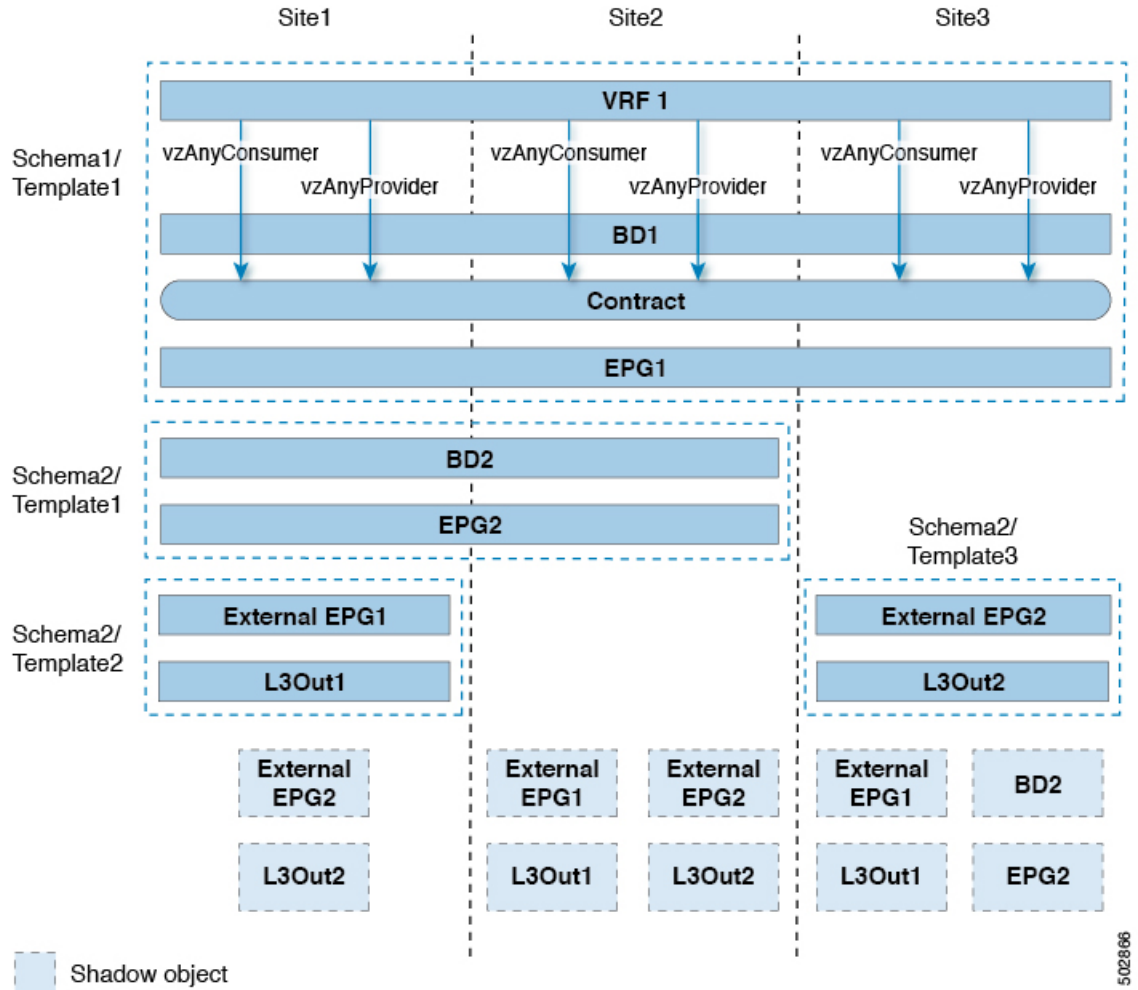 Site1
Site2
Site3
VRF 1
Schema1/
Template1
vzAnyConsumer
vzAnyProvider
vzAnyConsumer
vzAnyProvider
vzAnyConsumer
vzAnyProvider
BD1
Contract
EPG1
Schema2/
Template1
BD2
EPG2
Schema2/
Template3
Schema2/
Template2
External EPG1
L3Out1
External EPG2
L3Out2
External
EPG2
External
EPG1
External
EPG2
External
EPG1
BD2
L3Out2
L3Out1
L3Out2
L3Out1
EPG2
Shadow object
502866